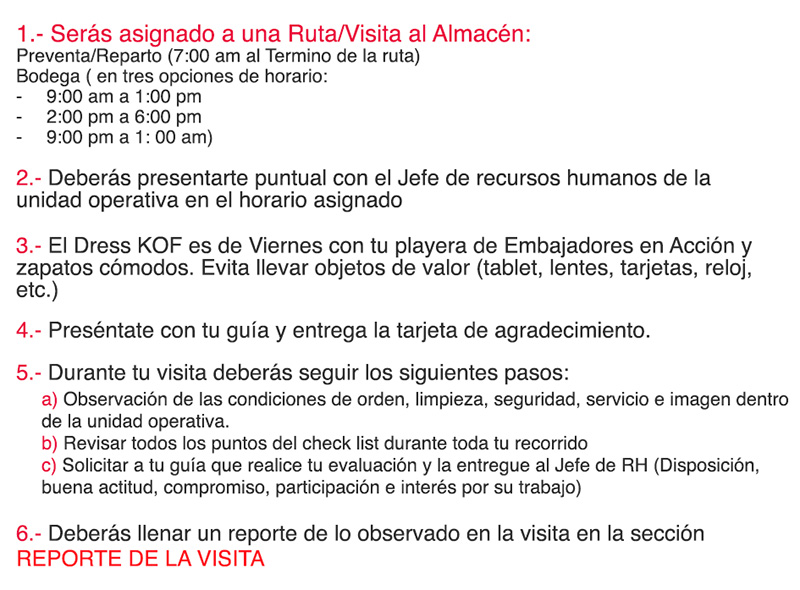 1.- Serás asignado a una Ruta/Visita al Almacén:
Preventa/Reparto (7:00 am al Termino de la ruta)
Bodega ( en tres opciones de horario:
- 9:00 am a 1:00 pm
- 2:00 pm a 6:00 pm
- 9:00 pm a 1: 00 am)
2.- Deberás presentarte puntual con el Jefe de recursos humanos de la
unidad operativa en el horario asignado
3.- El Dress KOF es de Viernes con tu playera de Embajadores en Acción y
zapatos cómodos. Evita llevar objetos de valor (tablet, lentes, tarjetas, reloj,
etc.)
4.- Preséntate con tu guía y entrega la tarjeta de agradecimiento.
5.- Durante tu visita deberás seguir los siguientes pasos:
a) Observación de las condiciones de orden, limpieza, seguridad, servicio e imagen dentro
de la unidad operativa.
b) Revisar todos los puntos del check list durante toda tu recorrido
c) Solicitar a tu guía que realice tu evaluación y la entregue al Jefe de RH (Disposición,
buena actitud, compromiso, participación e interés por su trabajo)
6.- Deberás llenar un reporte de lo observado en la visita en la sección
REPORTE DE LA VISITA